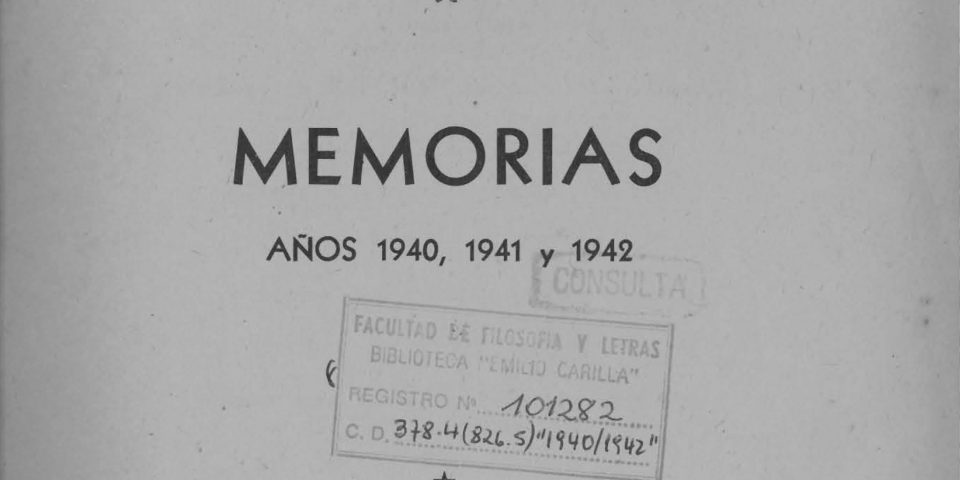 MEMORIAS
AÑOS 1940, 1941 y 1942
CONSULTA
FACULTAD DE FILOSOFIA Y LETRAS
BIBLIOTECA "EMILIO CARILLA"
REGISTRO Nº 101282
C. D. 378.4(826.5)"1940/1942"